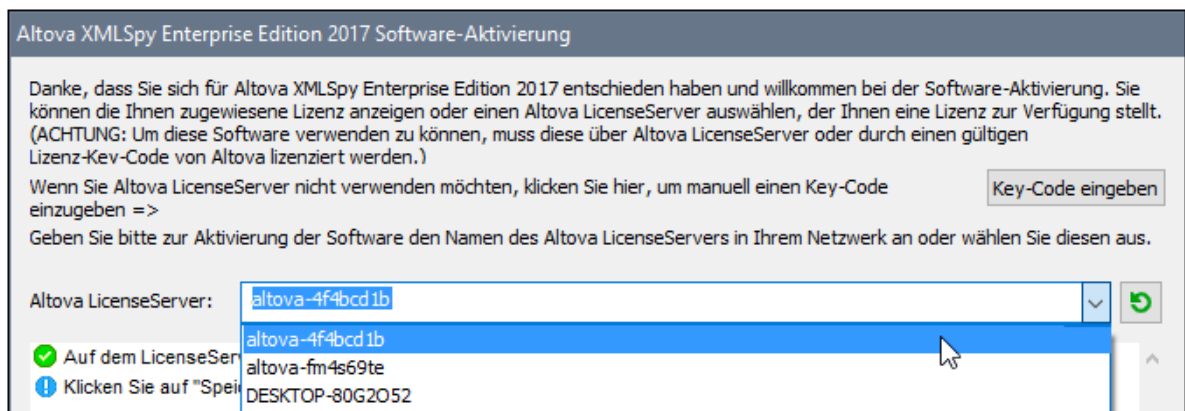 Altova XMLSpy Enterprise Edition 2017 Software-Aktivierung
Danke, dass Sie sich für Altova XMLSpy Enterprise Edition 2017 entschieden haben und willkommen bei der Software-Aktivierung. Sie
können die Ihnen zugewiesene Lizenz anzeigen oder einen Altova LicenseServer auswählen, der Ihnen eine Lizenz zur Verfügung stellt.
(ACHTUNG: Um diese Software verwenden zu können, muss diese über Altova LicenseServer oder durch einen gültigen
Lizenz-Key-Code von Altova lizenziert werden.)
Wenn Sie Altova LicenseServer nicht verwenden möchten, klicken Sie hier, um manuell einen Key-Code
einzugeben =>
Key-Code eingeben
Geben Sie bitte zur Aktivierung der Software den Namen des Altova LicenseServers in Ihrem Netzwerk an oder wählen Sie diesen aus.
Altova LicenseServer:
altova-4f4bcd1b
altova-4f4bcd1b
altova-fm4s69te
DESKTOP-80G2O52
Auf dem LicenseSer
Klicken Sie auf "Spei